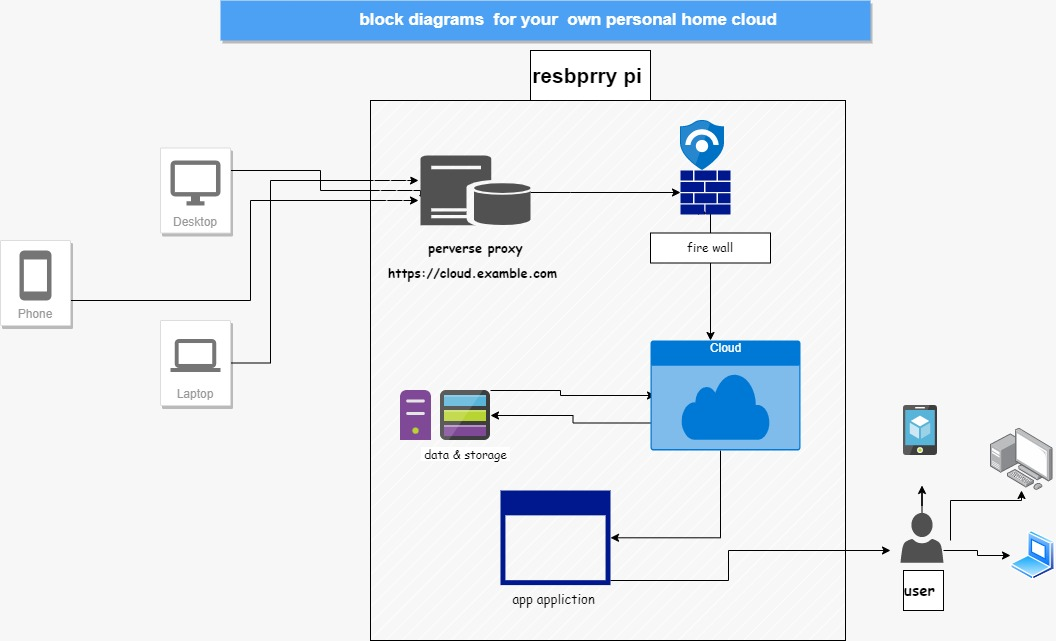 block diagrams for your own personal home cloud
resbprry pi
Desktop
perverse proxy
https://cloud.examble.com
fire wall
Phone
Cloud
Laptop
data & storage
app appliction
user